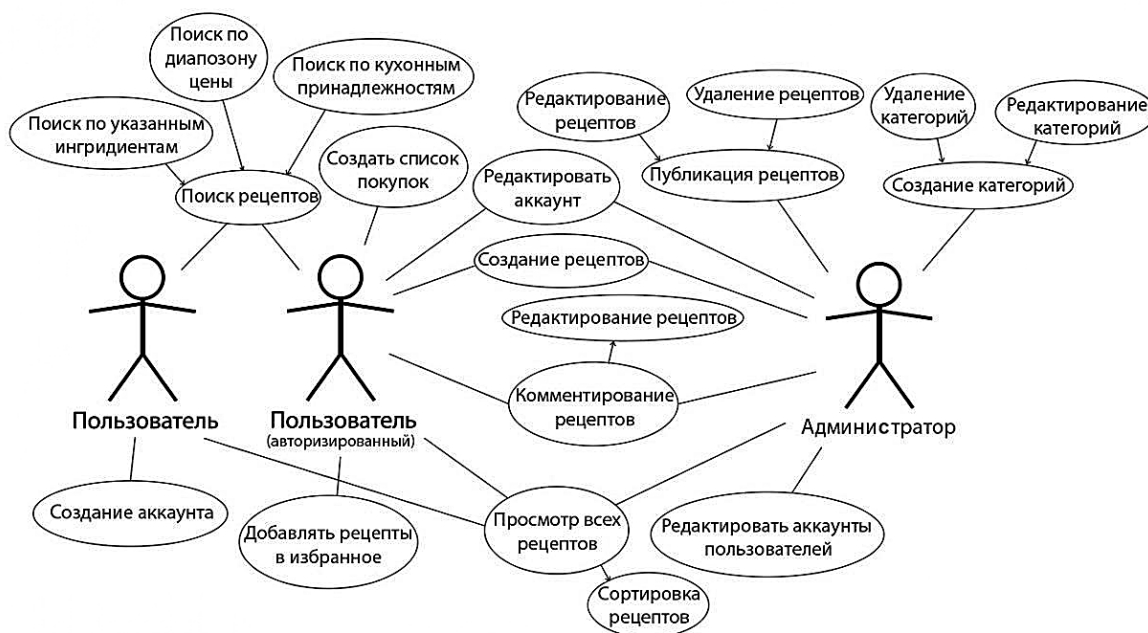 Поиск по
диапозону
цены
Поиск по кухонным
принадлежностям
Поиск по указанным
ингридиентам
Поиск рецептов
Создать список
покупок
Редактировать
аккаунт
Редактирование
рецептов
Удаление рецептов
Публикация рецептов
Удаление
категорий
Редактирование
категорий
Создание категорий
Создание рецептов
Редактирование рецептов
Комментирование
рецептов
Пользователь
Пользователь
(авторизированный)
Администратор
Создание аккаунта
Добавлять рецепты
в избранное
Просмотр всех
рецептов
Редактировать аккаунты
пользователей
Сортировка
рецептов